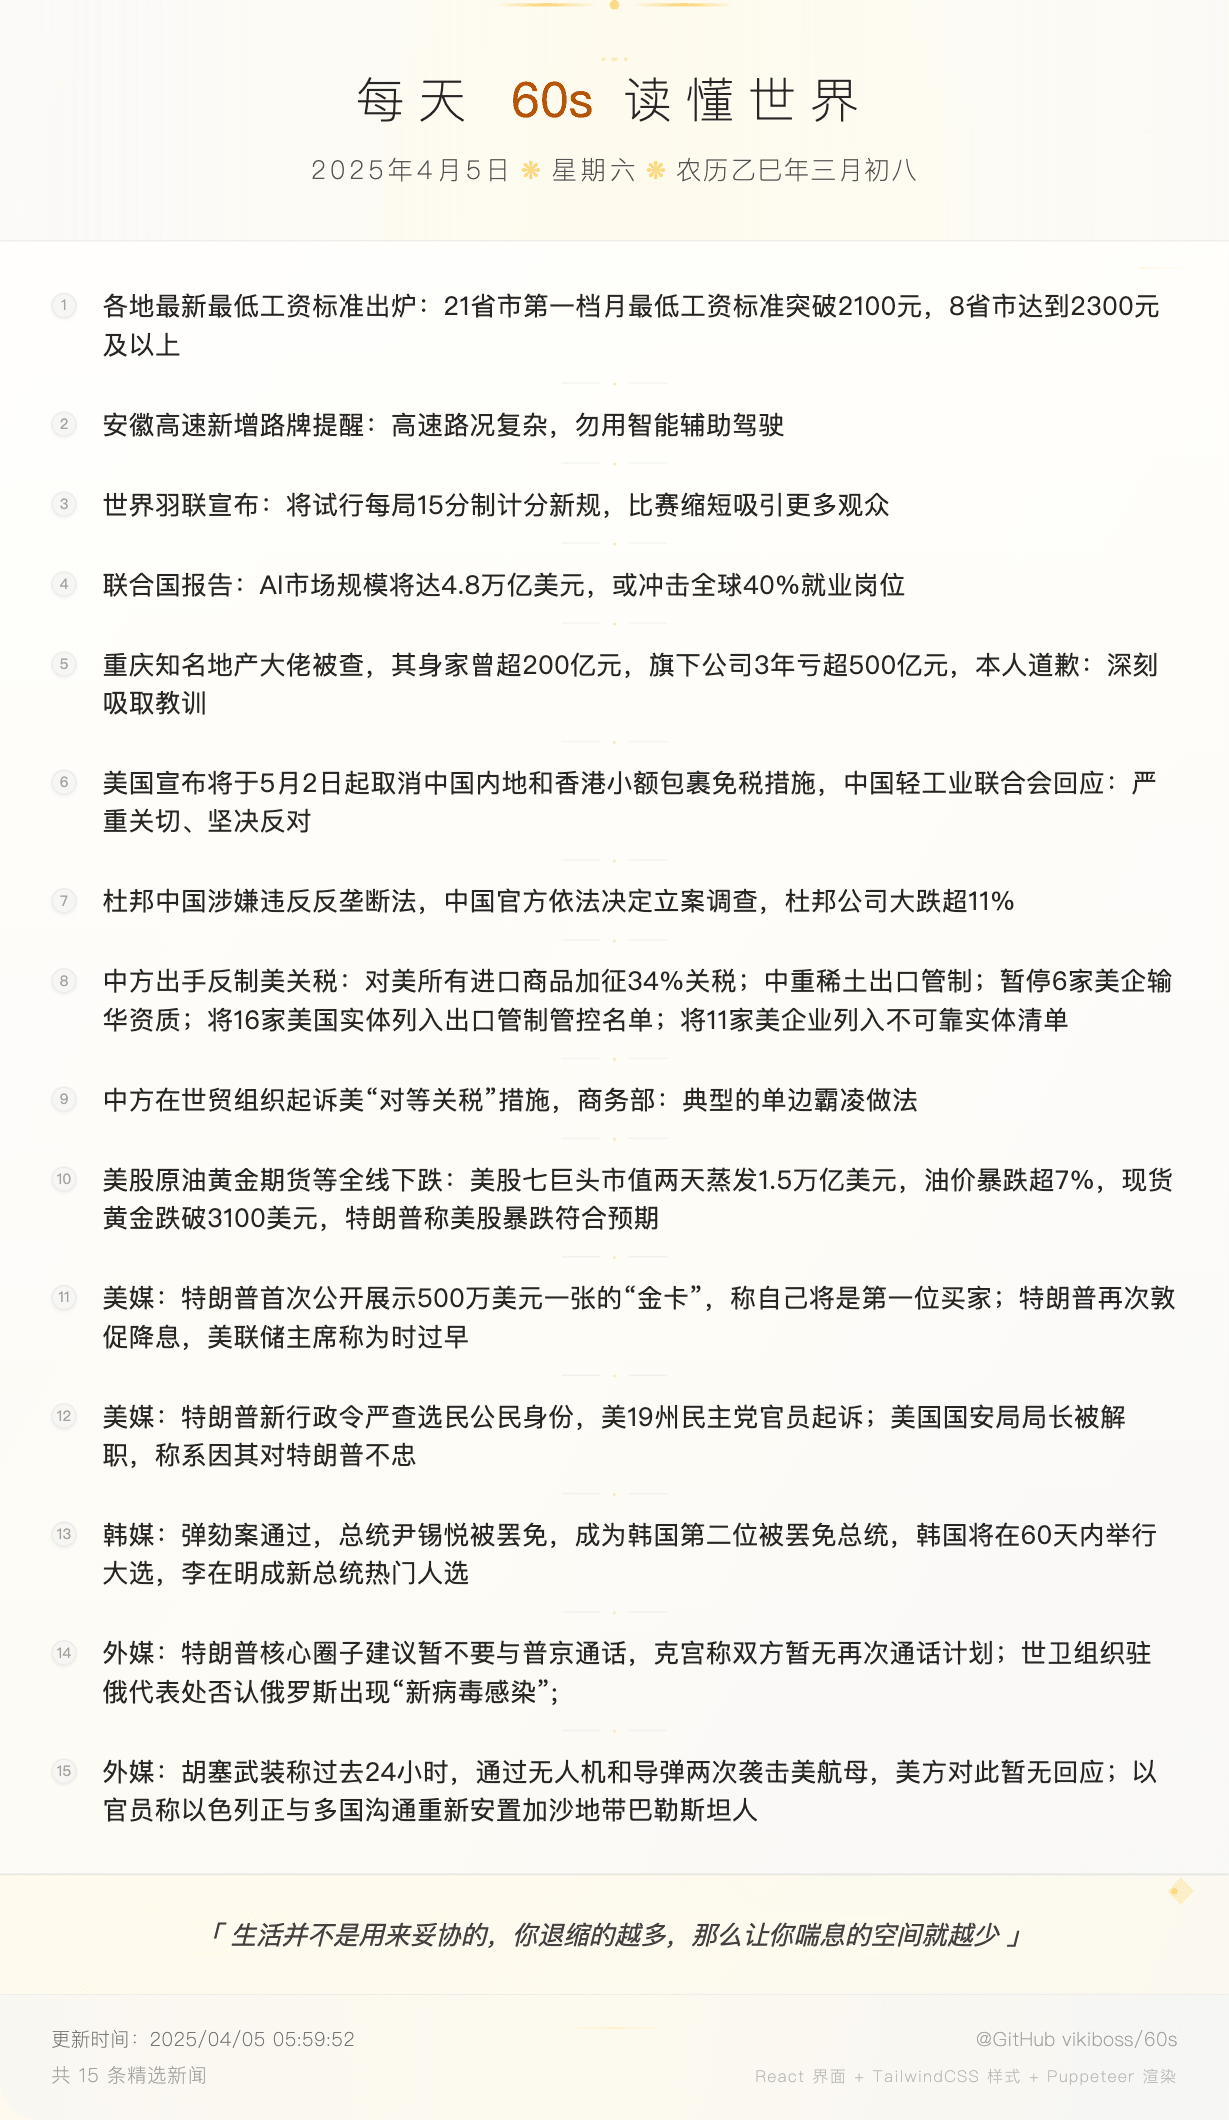 每天 60s 读懂世界
2025年4月5日 ❋ 星期六 ❋ 农历乙巳年三月初八
1 各地最新最低工资标准出炉：21省市第一档月最低工资标准突破2100元，8省市达到2300元
及以上
2 安徽高速新增路牌提醒：高速路况复杂，勿用智能辅助驾驶
3 世界羽联宣布：将试行每局15分制计分新规，比赛缩短吸引更多观众
4 联合国报告：AI市场规模将达4.8万亿美元，或冲击全球40%就业岗位
5 重庆知名地产大佬被查，其身家曾超200亿元，旗下公司3年亏超500亿元，本人道歉：深刻
吸取教训
6 美国宣布将于5月2日起取消中国内地和香港小额包裹免税措施，中国轻工业联合会回应：严
重关切、坚决反对
7 杜邦中国涉嫌违反反垄断法，中国官方依法决定立案调查，杜邦公司大跌超11%
8 中方出手反制美关税：对美所有进口商品加征34%关税；中重稀土出口管制；暂停6家美企输
华资质；将16家美国实体列入出口管制管控名单；将11家美企业列入不可靠实体清单
9 中方在世贸组织起诉美“对等关税”措施，商务部：典型的单边霸凌做法
10 美股原油黄金期货等全线下跌：美股七巨头市值两天蒸发1.5万亿美元，油价暴跌超7%，现货
黄金跌破3100美元，特朗普称美股暴跌符合预期
11 美媒：特朗普首次公开展示500万美元一张的“金卡”，称自己将是第一位买家；特朗普再次敦
促降息，美联储主席称为时过早
12 美媒：特朗普新行政令严查选民公民身份，美19州民主党官员起诉；美国国安局局长被解
职，称系因其对特朗普不忠
13 韩媒：弹劾案通过，总统尹锡悦被罢免，成为韩国第二位被罢免总统，韩国将在60天内举行
大选，李在明成新总统热门人选
14 外媒：特朗普核心圈子建议暂不要与普京通话，克宫称双方暂无再次通话计划；世卫组织驻
俄代表处否认俄罗斯出现“新病毒感染”；
15 外媒：胡塞武装称过去24小时，通过无人机和导弹两次袭击美航母，美方对此暂无回应；以
官员称以色列正与多国沟通重新安置加沙地带巴勒斯坦人
「 生活并不是用来妥协的，你退缩的越多，那么让你喘息的空间就越少 」
更新时间：2025/04/05 05:59:52
@GitHub vikiboss/60s
共 15 条精选新闻
React 界面 + TailwindCSS 样式 + Puppeteer 渲染